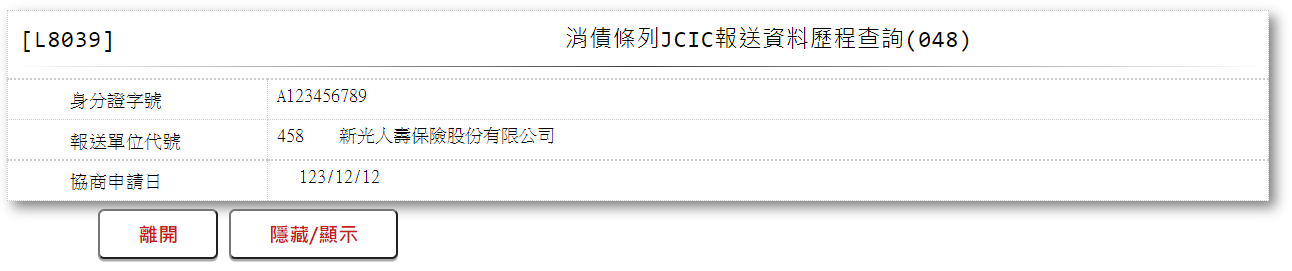 [L8039] 消債條列JCIC報送資料歷程查詢(048)
身分證字號 A123456789
報送單位代號 458 新光人壽保險股份有限公司
協商申請日 123/12/12
離開 隱藏/顯示